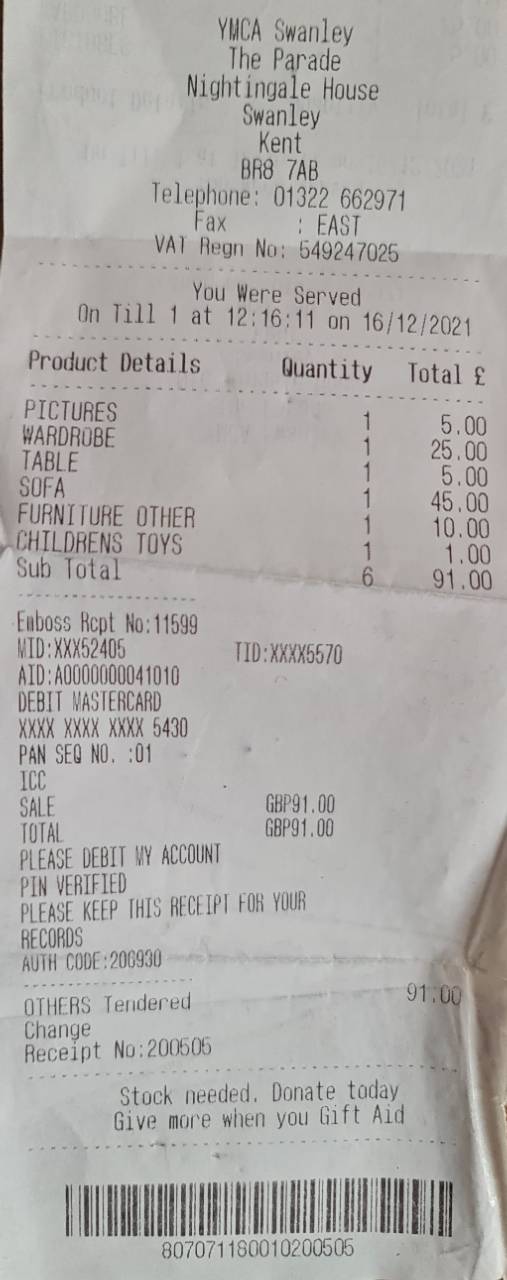 YMCA Swanley
The Parade
Nightingale House
Swanley
Kent
BR8 7AB
Telephone: 01322 662971
Fax : EAST
VAT Regn No: 549247025
You Were Served
On Till 1 at 12:16:11 on 16/12/2021
Product Details Quantity Total £
PICTURES 1 5.00
WARDROBE 1 25.00
TABLE 1 5.00
SOFA 1 45.00
FURNITURE OTHER 1 10.00
CHILDRENS TOYS 1 1.00
Sub Total 6 91.00
Emboss Rcpt No:11599
MID:XXX52405 TID:XXXX5570
AID:A0000000041010
DEBIT MASTERCARD
XXXX XXXX XXXX 5430
PAN SEQ NO. :01
ICC
SALE GBP91.00
TOTAL GBP91.00
PLEASE DEBIT MY ACCOUNT
PIN VERIFIED
PLEASE KEEP THIS RECEIPT FOR YOUR
RECORDS
AUTH CODE:206930
OTHERS Tendered 91.00
Change
Receipt No:200505
Stock needed. Donate today
Give more when you Gift Aid
807071180010200505